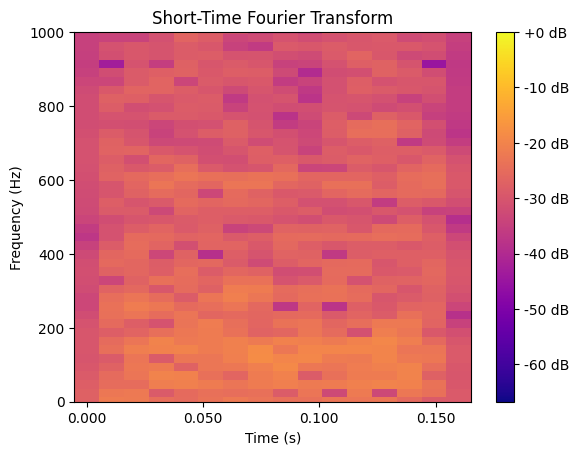 Short-Time Fourier Transform
1000
800
600
400
200
0
Frequency (Hz)
0.000
0.050
0.100
0.150
Time (s)
+0 dB
-10 dB
-20 dB
-30 dB
-40 dB
-50 dB
-60 dB